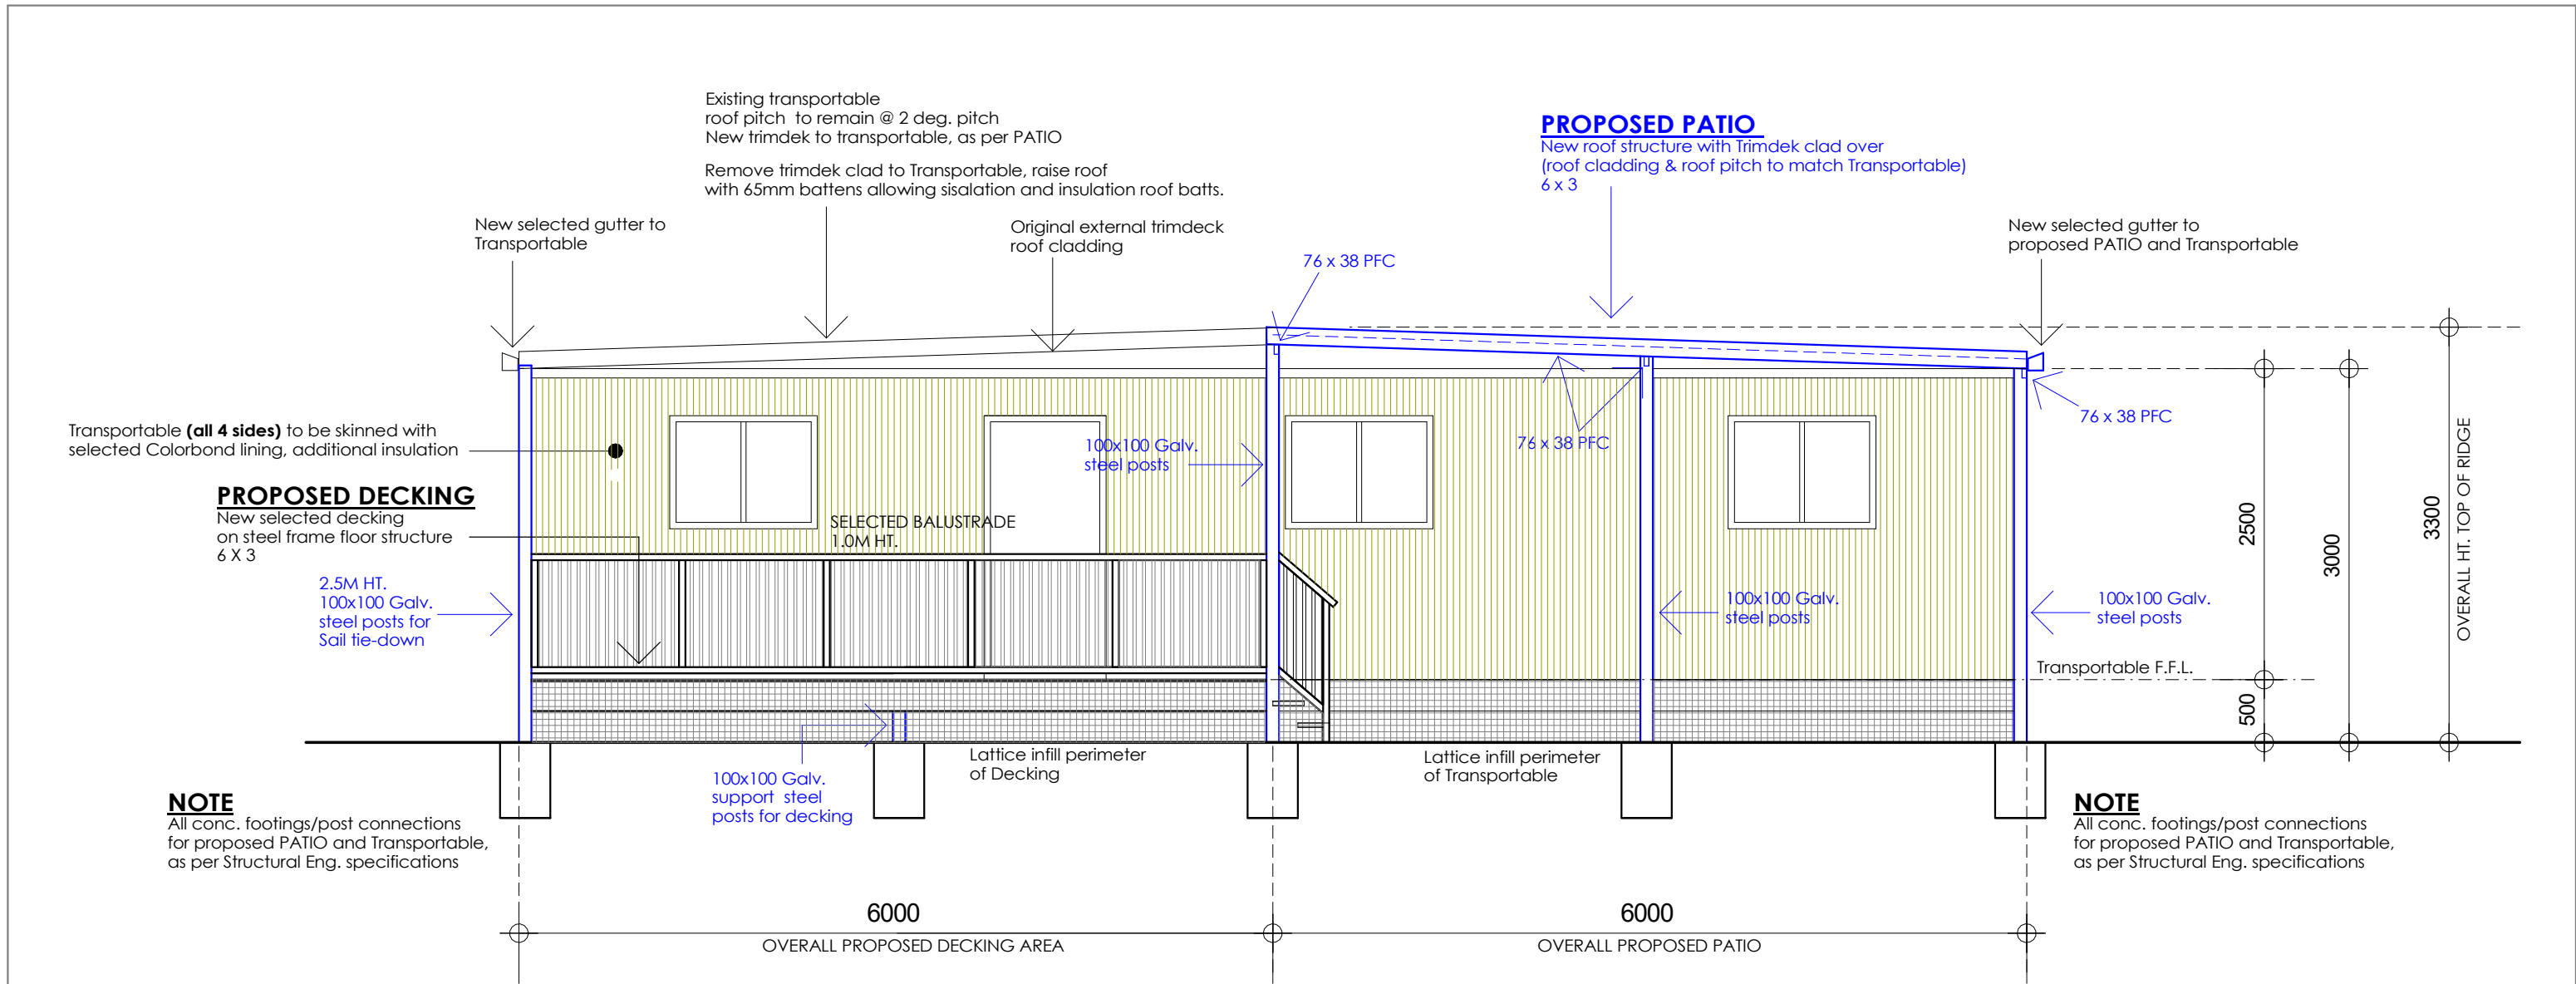 Existing transportable
roof pitch to remain @ 2 deg. pitch
New trimdek to transportable, as per PATIO
Remove trimdek clad to Transportable, raise roof
with 65mm battens allowing sisalation and insulation roof batts.
PROPOSED PATIO
New roof structure with Trimdek clad over
(roof cladding & roof pitch to match Transportable)
6 x 3
New selected gutter to
Transportable
Original external trimdeck
roof cladding
New selected gutter to
proposed PATIO and Transportable
76 x 38 PFC
76 x 38 PFC
76 x 38 PFC
Transportable (all 4 sides) to be skinned with
selected Colorbond lining, additional insulation
100x100 Galv.
steel posts
PROPOSED DECKING
New selected decking
on steel frame floor structure
6 X 3
SELECTED BALUSTRADE
1.0M HT.
2.5M HT.
100x100 Galv.
steel posts for
Sail tie-down
100x100 Galv.
steel posts
100x100 Galv.
steel posts
2500
3000
3300
OVERALL HT. TOP OF RIDGE
Transportable F.F.L.
500
Lattice infill perimeter
of Decking
Lattice infill perimeter
of Transportable
100x100 Galv.
support steel
posts for decking
NOTE
All conc. footings/post connections
for proposed PATIO and Transportable,
as per Structural Eng. specifications
NOTE
All conc. footings/post connections
for proposed PATIO and Transportable,
as per Structural Eng. specifications
6000
OVERALL PROPOSED DECKING AREA
6000
OVERALL PROPOSED PATIO